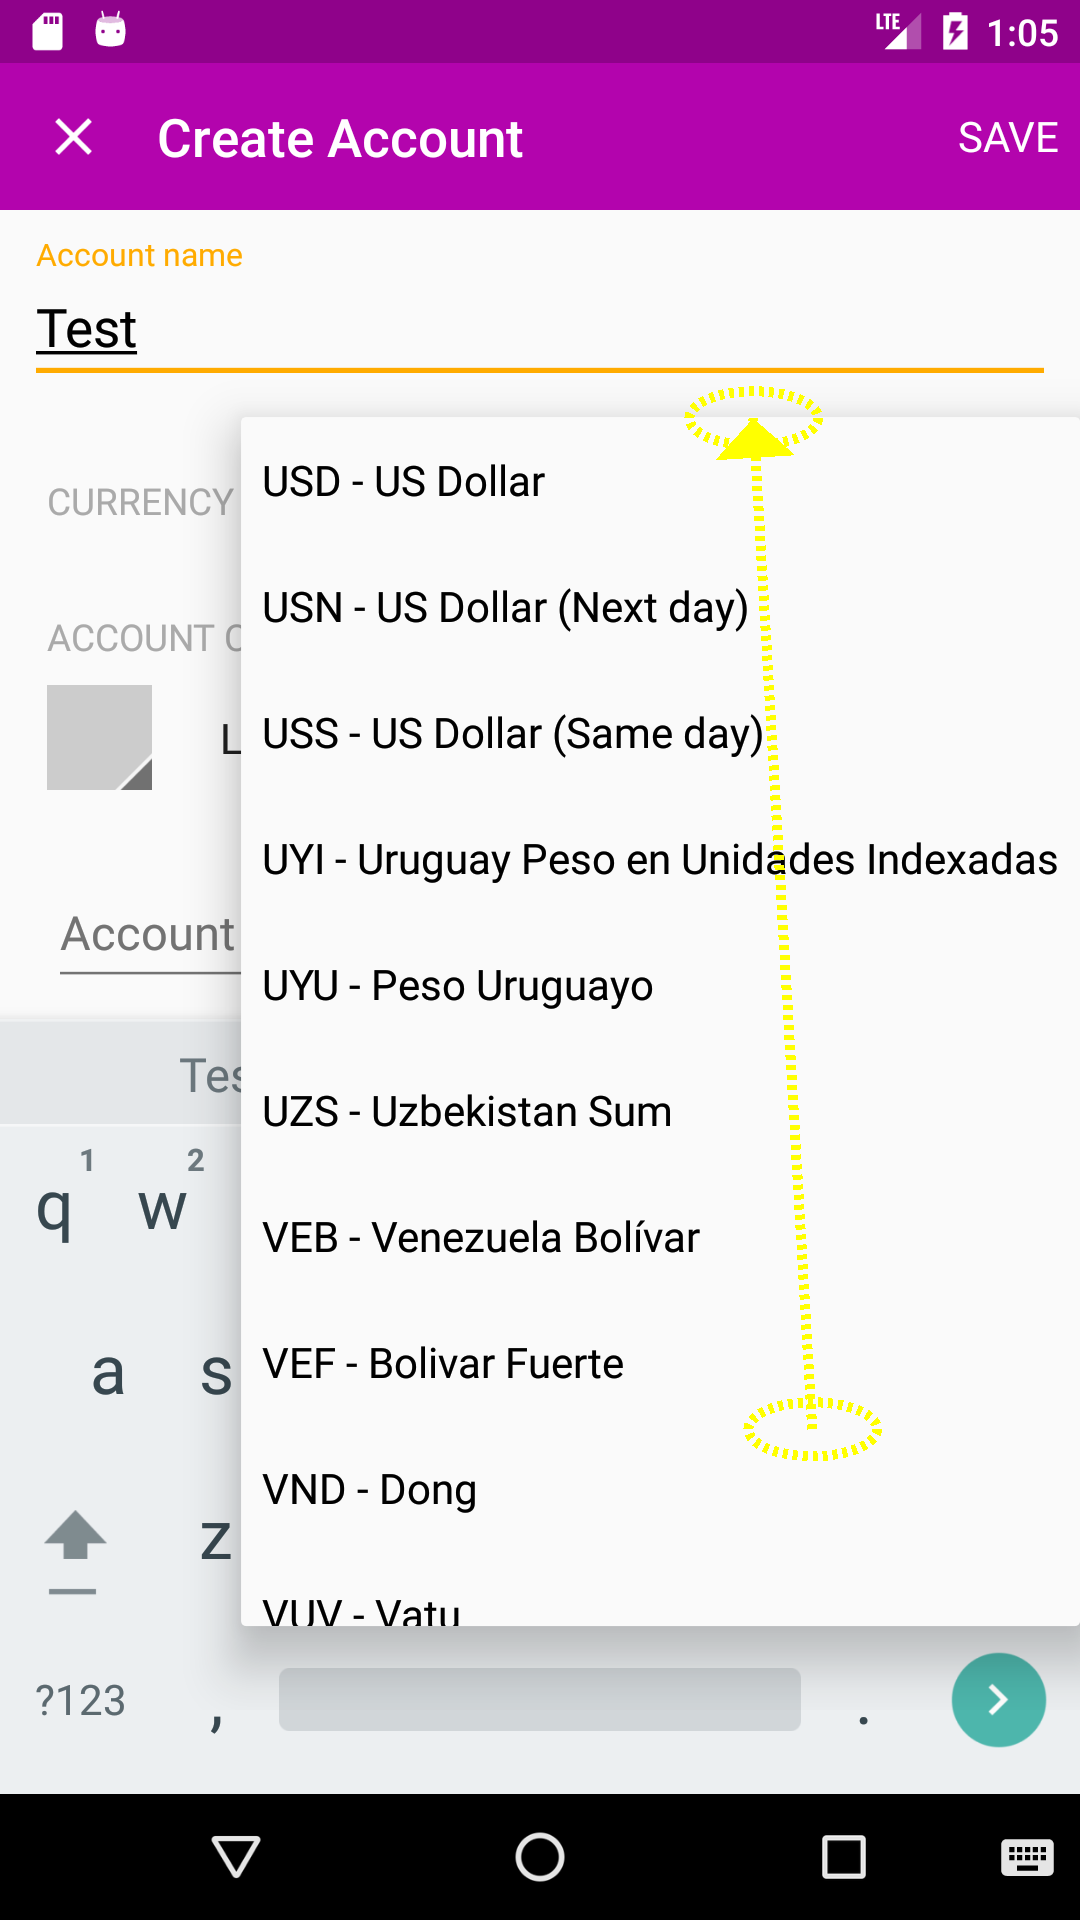 LTE 1:05
Create Account SAVE
Account name
Test
USD - US Dollar
CURRENCY
USN - US Dollar (Next day)
ACCOUNT
USS - US Dollar (Same day)
L
UYI - Uruguay Peso en Unidades Indexadas
Account
UYU - Peso Uruguayo
Tes
UZS - Uzbekistan Sum
1 2
q w
VEB - Venezuela Bolívar
VEF - Bolivar Fuerte
a s
VND - Dong
z
VUV - Vatu
?123 , .